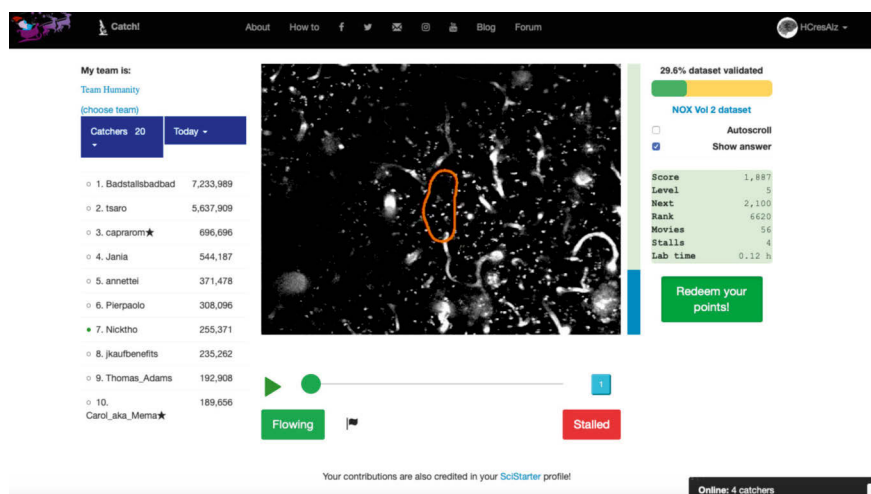 Catch!
About How to Blog Forum
HCresAlz
My team is:
Team Humanity
(choose team)
Catchers 20
Today
1. Badstallsbadbad 7,233,989
2. tsaro 5,637,909
3. caprarom★ 696,696
4. Jania 544,187
5. annettei 371,478
6. Pierpaolo 308,096
7. Nicktho 255,371
8. jkaufbenefits 235,262
9. Thomas_Adams 192,908
10. 189,656
Carol_aka_Mema★
29.6% dataset validated
NOX Vol 2 dataset
Autoscroll
Show answer
Score 1,887
Level 5
Next 2,100
Rank 6620
Movies 56
Stalls 4
Lab time 0.12 h
Redeem your
points!
1
Flowing
Stalled
Your contributions are also credited in your SciStarter profile!
Online: 4 catchers